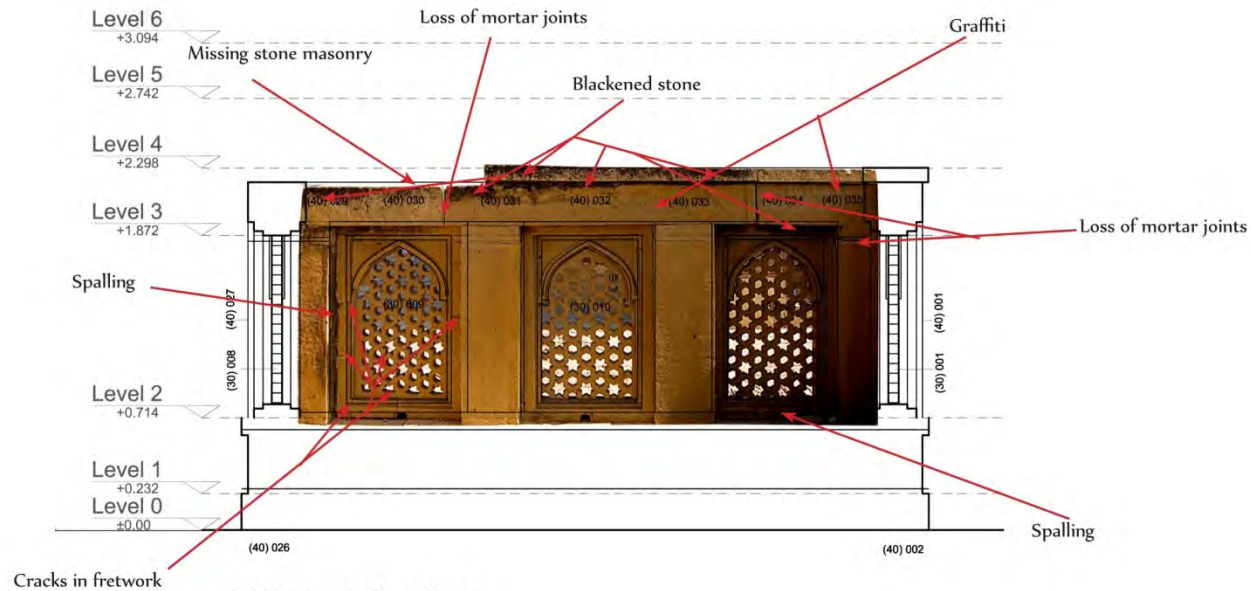 Level 6
+3.094
Loss of mortar joints
Graffiti
Missing stone masonry
Level 5
+2.742
Blackened stone
Level 4
+2.298
(40) 029
(40) 030
(40) 031
(40) 032
(40) 033
(40) 034
(40) 035
Level 3
+1.872
Loss of mortar joints
Spalling
(40) 027
(30) 009
(30) 010
(40) 001
(30) 008
(30) 001
Level 2
+0.714
Level 1
+0.232
Level 0
±0.00
Spalling
(40) 026
(40) 002
Cracks in fretwork